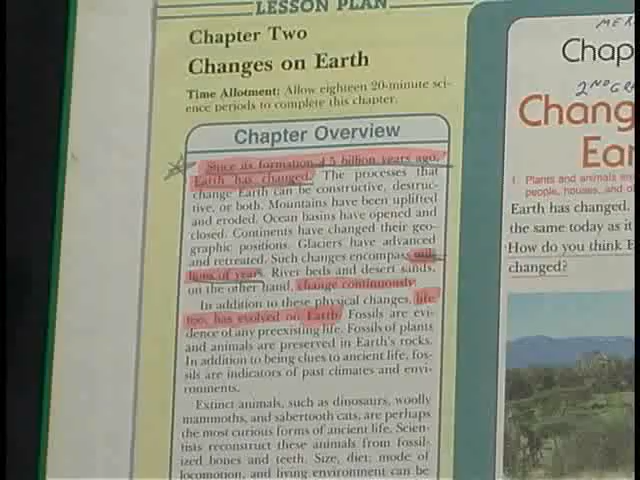 LESSON PLAN
Chapter Two
Changes on Earth
Time Allotment: Allow eighteen 20-minute sci-
ence periods to complete this chapter.
Chapter Overview
Since its formation 4.5 billion years ago,
Earth has changed. The processes that
change Earth can be constructive, destruc-
tive, or both. Mountains have been uplifted
and eroded. Ocean basins have opened and
closed. Continents have changed their geo-
graphic positions. Glaciers have advanced
and retreated. Such changes encompass mil-
lions of years. River beds and desert sands,
on the other hand, change continuously.
In addition to these physical changes, life
too, has evolved on Earth. Fossils are evi-
dence of any preexisting life. Fossils of plants
and animals are preserved in Earth's rocks.
In addition to being clues to ancient life, fos-
sils are indicators of past climates and envi-
ronments.
Extinct animals, such as dinosaurs, woolly
mammoths, and sabertooth cats, are perhaps
the most curious forms of ancient life. Scien-
tists reconstruct these animals from fossil-
ized bones and teeth. Size, diet, mode of
locomotion, and living environment can be
MER
Chap
2ND GRA
Chang
Ear
1. Plants and animals
people, houses, and
Earth has changed.
the same today as it
How do you think E
changed?